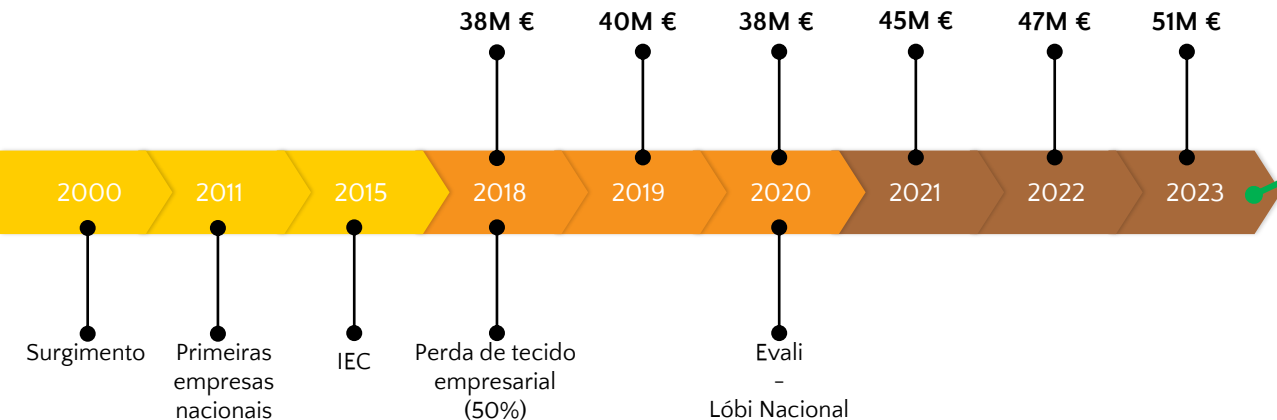 38M €
40M €
38M €
45M €
47M €
51M €
2000
2011
2015
2018
2019
2020
2021
2022
2023
Surgimento
Primeiras
empresas
nacionais
IEC
Perda de tecido
empresarial
(50%)
Evali
–
Lóbi Nacional